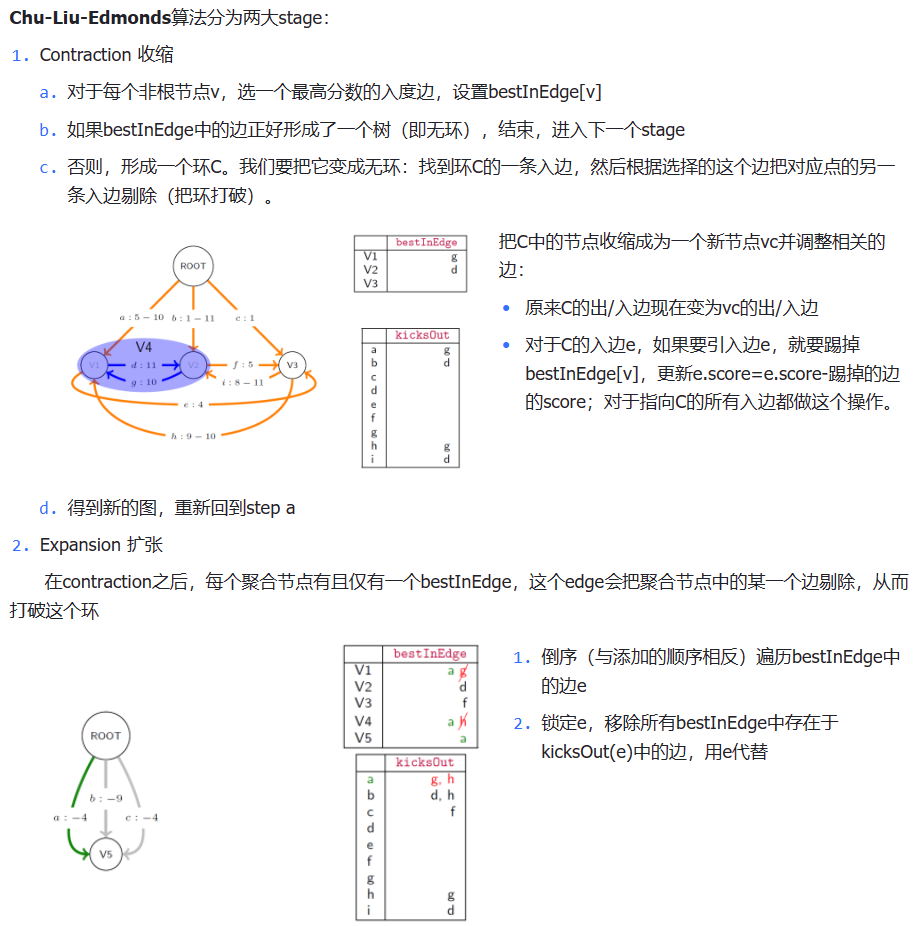 Chu-Liu-Edmonds算法分为两大stage：
1. Contraction 收缩
a. 对于每个非根节点v，选一个最高分数的入度边，设置bestInEdge[v]
b. 如果bestInEdge中的边正好形成了一个树（即无环），结束，进入下一个stage
c. 否则，形成一个环C。我们要把它变成无环：找到环C的一条入边，然后根据选择的这个边把对应点的另一
条入边剔除（把环打破）。
ROOT
a : 5 − 10
b : 1 − 11
c : 1
V4
V1
d : 11
g : 10
V2
f : 5
i : 8 − 11
V3
e : 4
h : 9 − 10
bestInEdge
V1 g
V2 d
V3
kicksOut
a g
b d
c
d
e
f
g
h g
i d
把C中的节点收缩成为一个新节点vc并调整相关的
边：
• 原来C的出/入边现在变为vc的出/入边
• 对于C的入边e，如果要引入边e，就要踢掉
bestInEdge[v]，更新e.score=e.score-踢掉的边
的score；对于指向C的所有入边都做这个操作。
d. 得到新的图，重新回到step a
2. Expansion 扩张
在contraction之后，每个聚合节点有且仅有一个bestInEdge，这个edge会把聚合节点中的某一个边剔除，从而
打破这个环
ROOT
b : −9
a : −4
c : −4
V5
bestInEdge
V1 a g
V2 d
V3 f
V4 a h
V5 a
kicksOut
a g, h
b d, h
c f
d
e
f
g
h g
i d
1. 倒序（与添加的顺序相反）遍历bestInEdge中
的边e
2. 锁定e，移除所有bestInEdge中存在于
kicksOut(e)中的边，用e代替